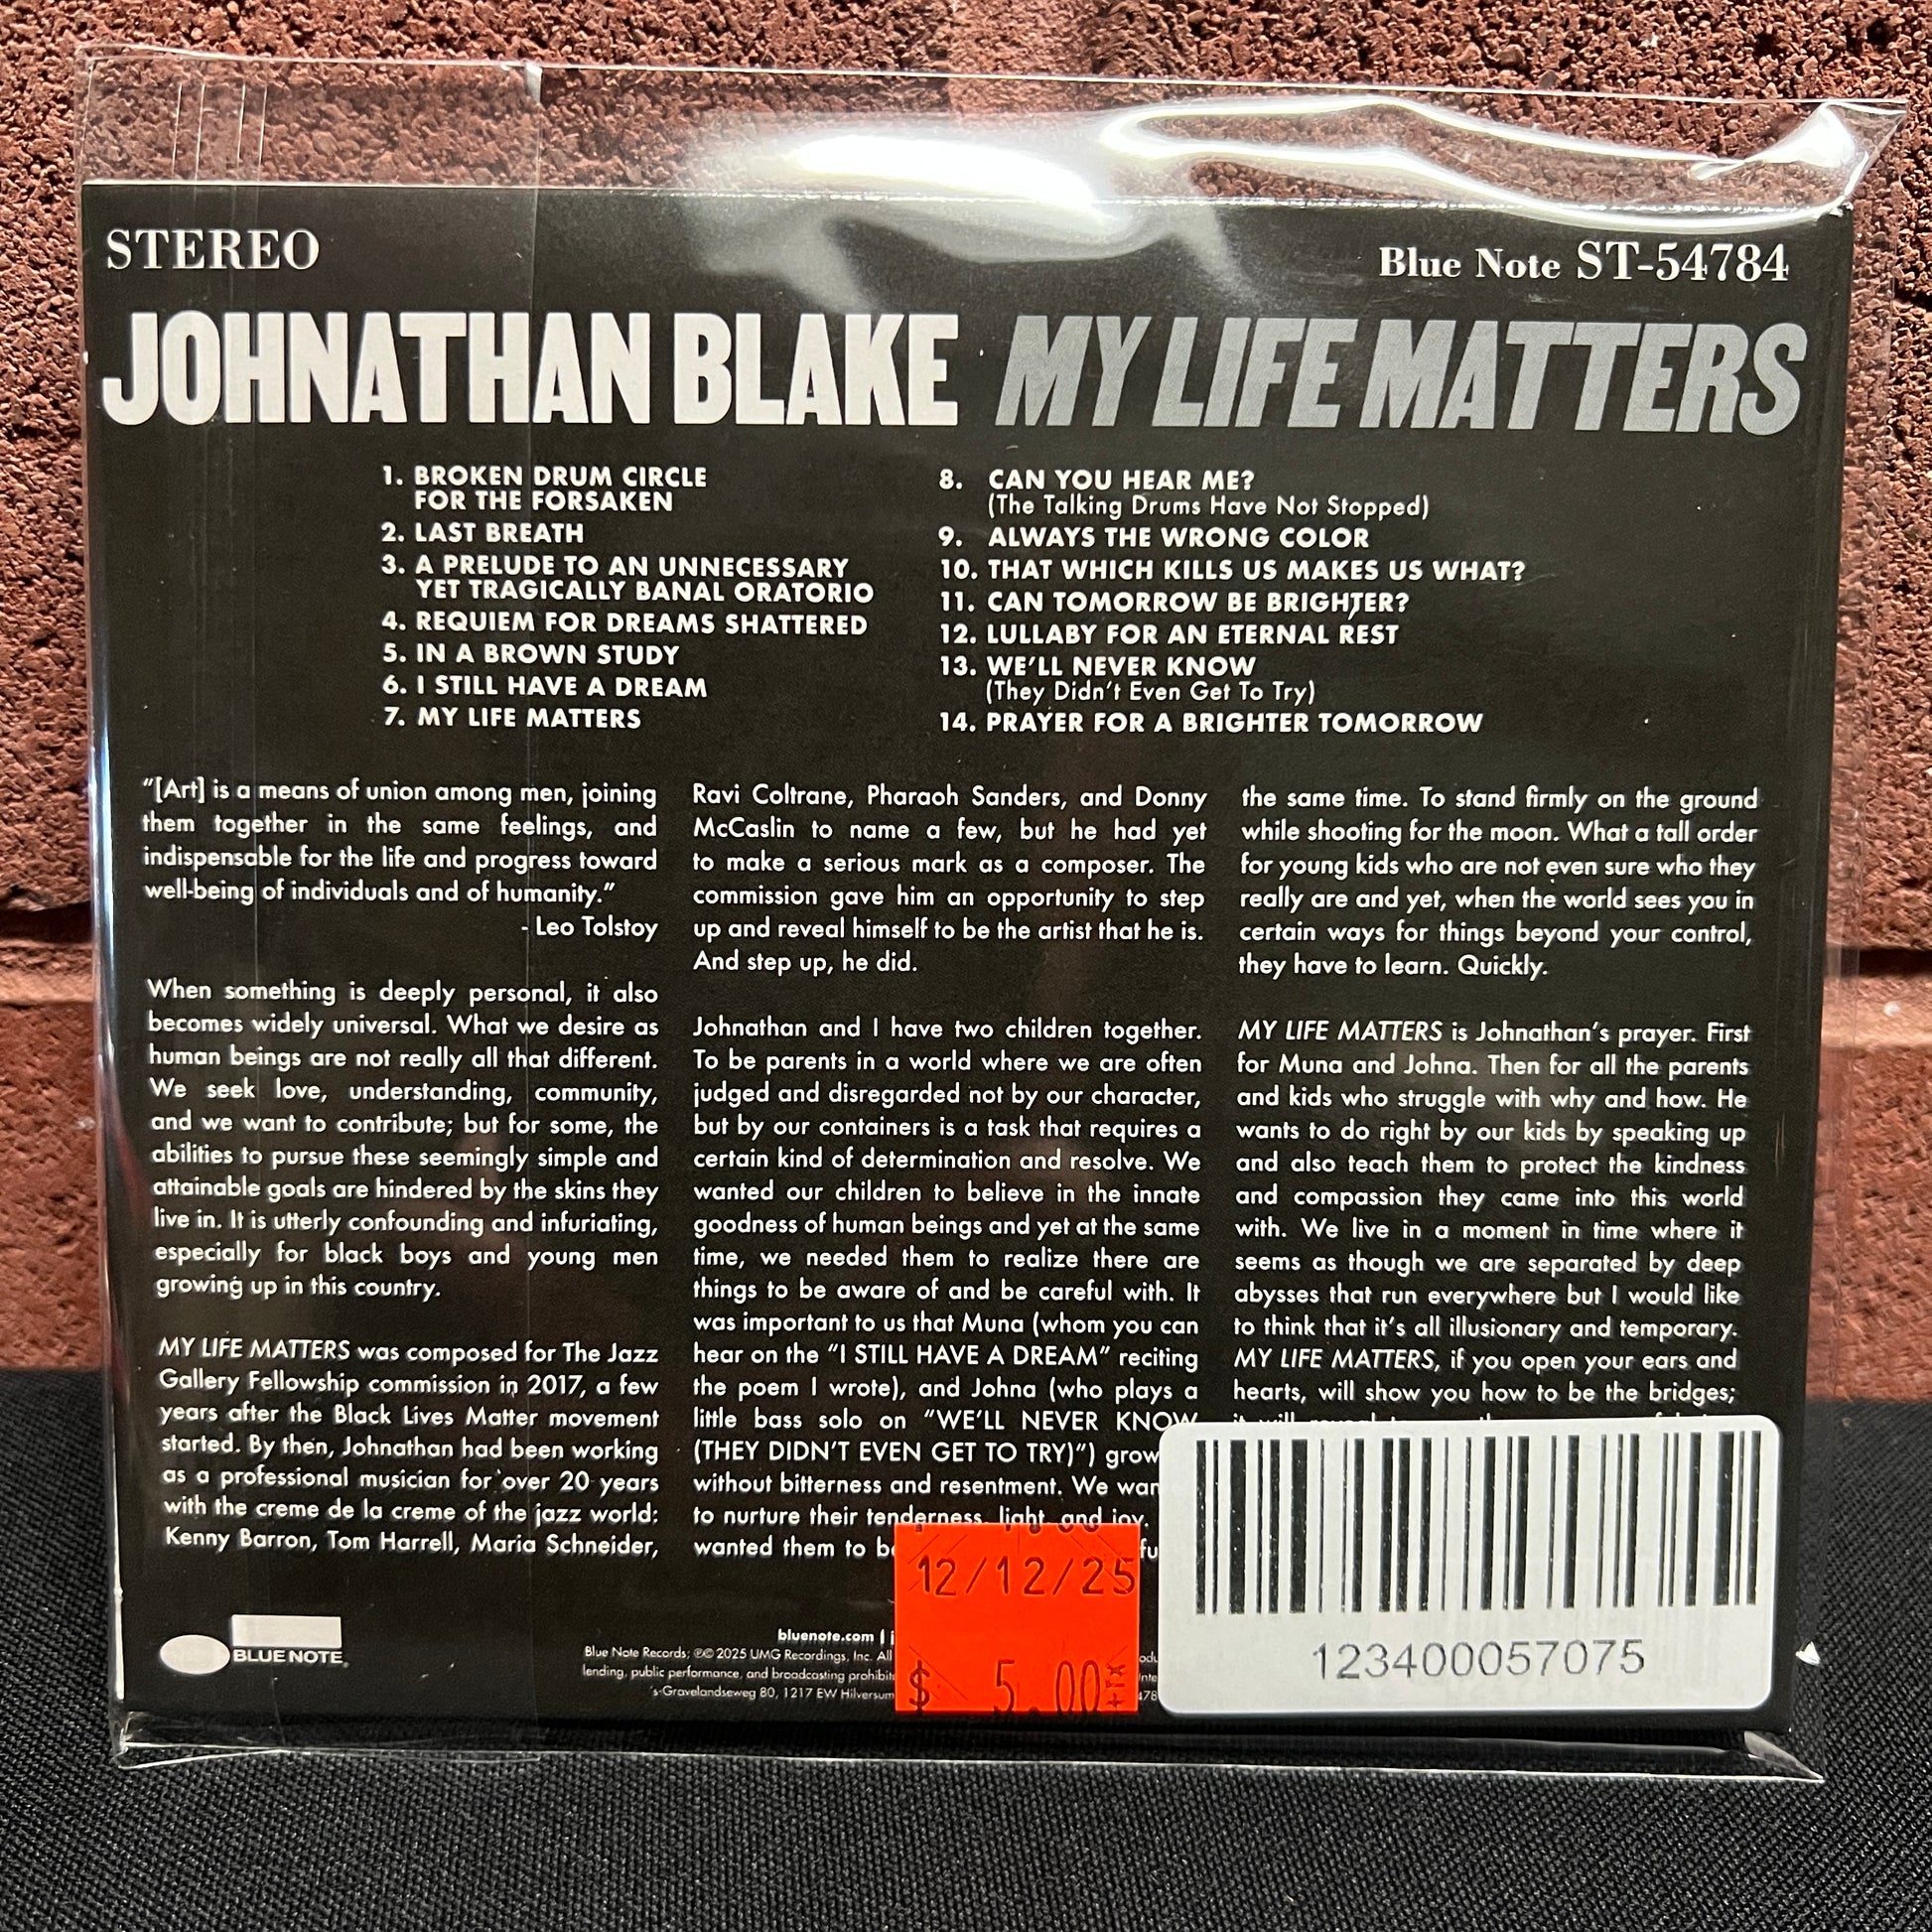 STEREO
Blue Note ST-54784
JOHNATHAN BLAKE MY LIFE MATTERS
1. BROKEN DRUM CIRCLE
FOR THE FORSAKEN
2. LAST BREATH
3. A PRELUDE TO AN UNNECESSARY
YET TRAGICALLY BANAL ORATORIO
4. REQUIEM FOR DREAMS SHATTERED
5. IN A BROWN STUDY
6. I STILL HAVE A DREAM
7. MY LIFE MATTERS
8. CAN YOU HEAR ME?
(The Talking Drums Have Not Stopped)
9. ALWAYS THE WRONG COLOR
10. THAT WHICH KILLS US MAKES US WHAT?
11. CAN TOMORROW BE BRIGHTER?
12. LULLABY FOR AN ETERNAL REST
13. WE'LL NEVER KNOW
(They Didn't Even Get To Try)
14. PRAYER FOR A BRIGHTER TOMORROW
"[Art] is a means of union among men, joining
them together in the same feelings, and
indispensable for the life and progress toward
well-being of individuals and of humanity."
- Leo Tolstoy
When something is deeply personal, it also
becomes widely universal. What we desire as
human beings are not really all that different.
We seek love, understanding, community,
and we want to contribute; but for some, the
abilities to pursue these seemingly simple and
attainable goals are hindered by the skins they
live in. It is utterly confounding and infuriating,
especially for black boys and young men
growing up in this country.
MY LIFE MATTERS was composed for The Jazz
Gallery Fellowship commission in 2017, a few
years after the Black Lives Matter movement
started. By then, Johnathan had been working
as a professional musician for over 20 years
with the creme de la creme of the jazz world:
Kenny Barron, Tom Harrell, Maria Schneider,
Ravi Coltrane, Pharaoh Sanders, and Donny
McCaslin to name a few, but he had yet
to make a serious mark as a composer. The
commission gave him an opportunity to step
up and reveal himself to be the artist that he is.
And step up, he did.
Johnathan and I have two children together.
To be parents in a world where we are often
judged and disregarded not by our character,
but by our containers is a task that requires a
certain kind of determination and resolve. We
wanted our children to believe in the innate
goodness of human beings and yet at the same
time, we needed them to realize there are
things to be aware of and be careful with. It
was important to us that Muna (whom you can
hear on the "I STILL HAVE A DREAM" reciting
the poem I wrote), and Johna (who plays a
little bass solo on "WE'LL NEVER KNOW
(THEY DIDN'T EVEN GET TO TRY)") grow
without bitterness and resentment. We wan
to nurture their tenderness, light, and joy.
wanted them to be
the same time. To stand firmly on the ground
while shooting for the moon. What a tall order
for young kids who are not even sure who they
really are and yet, when the world sees you in
certain ways for things beyond your control,
they have to learn. Quickly.
MY LIFE MATTERS is Johnathan's prayer. First
for Muna and Johna. Then for all the parents
and kids who struggle with why and how. He
wants to do right by our kids by speaking up
and also teach them to protect the kindness
and compassion they came into this world
with. We live in a moment in time where it
seems as though we are separated by deep
abysses that run everywhere but I would like
to think that it's all illusionary and temporary.
MY LIFE MATTERS, if you open your ears and
hearts, will show you how to be the bridges;
BLUE NOTE
bluenote.com |
Blue Note Records; ℗© 2025 UMG Recordings, Inc. All
lending, public performance, and broadcasting prohibit
's-Gravelandseweg 80, 1217 EW Hilversum
12/12/25
$ 5.00 +TX
123400057075